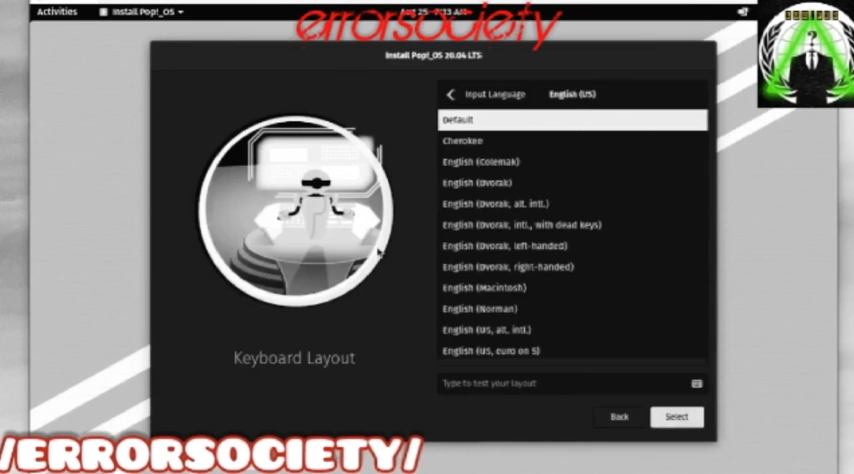 Activities Install Pop!_OS
errorsociety
Install Pop!_OS 20.04 LTS
Input Language English (US)
Default
Cherokee
English (Colemak)
English (Dvorak)
English (Dvorak, alt. intl.)
English (Dvorak, intl., with dead keys)
English (Dvorak, left-handed)
English (Dvorak, right-handed)
English (Macintosh)
English (Norman)
English (US, alt. intl.)
English (US, euro on 5)
Keyboard Layout
Type to test your layout
Back Select
/ERRORSOCIETY/